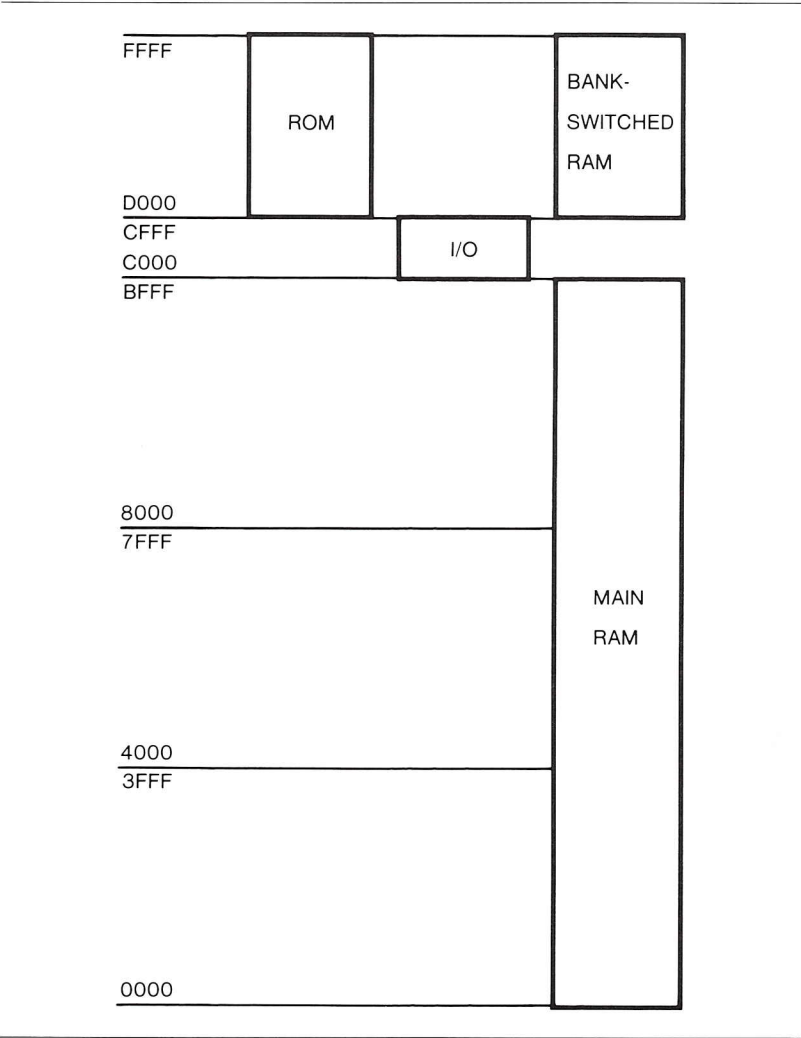 FFFF
ROM
BANK-
SWITCHED
RAM
D000
CFFF
C000
I/O
BFFF
8000
7FFF
MAIN
RAM
4000
3FFF
0000